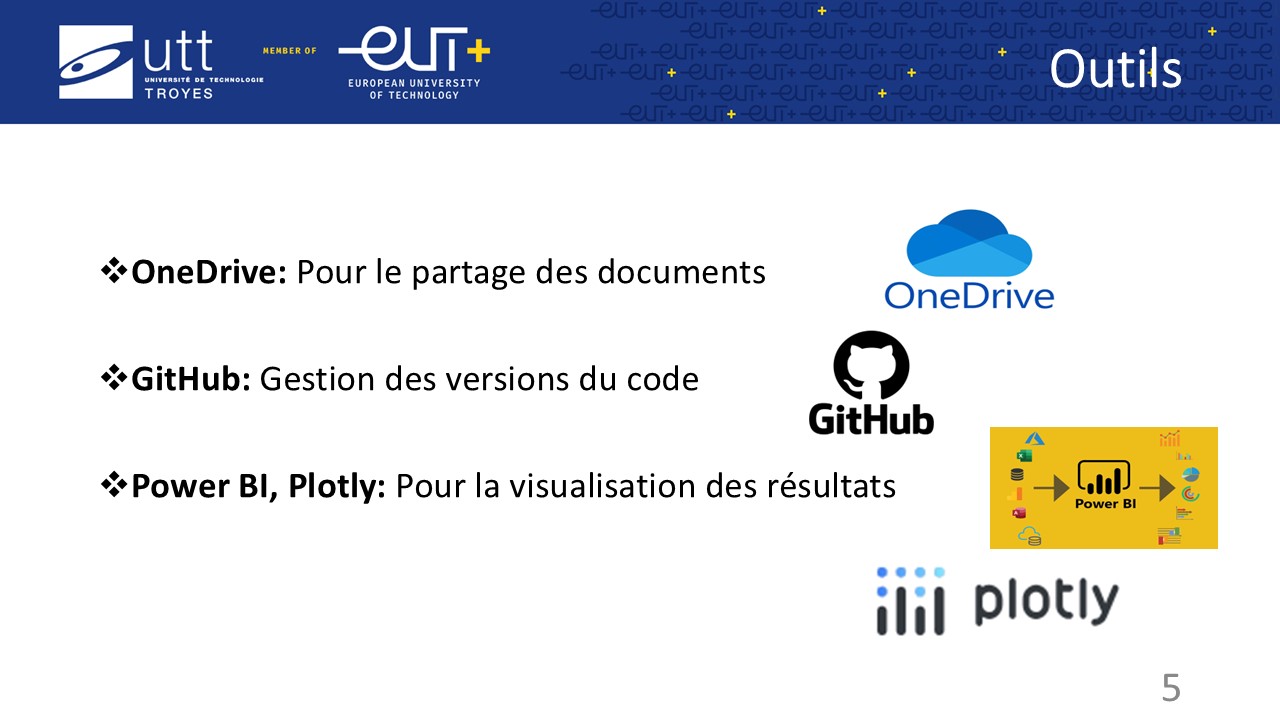 utt
UNIVERSITÉ DE TECHNOLOGIE
TROYES
MEMBER OF
EUT+
EUROPEAN UNIVERSITY
OF TECHNOLOGY
Outils
❖OneDrive: Pour le partage des documents
OneDrive
❖GitHub: Gestion des versions du code
GitHub
❖Power BI, Plotly: Pour la visualisation des résultats
Power BI
plotly
5